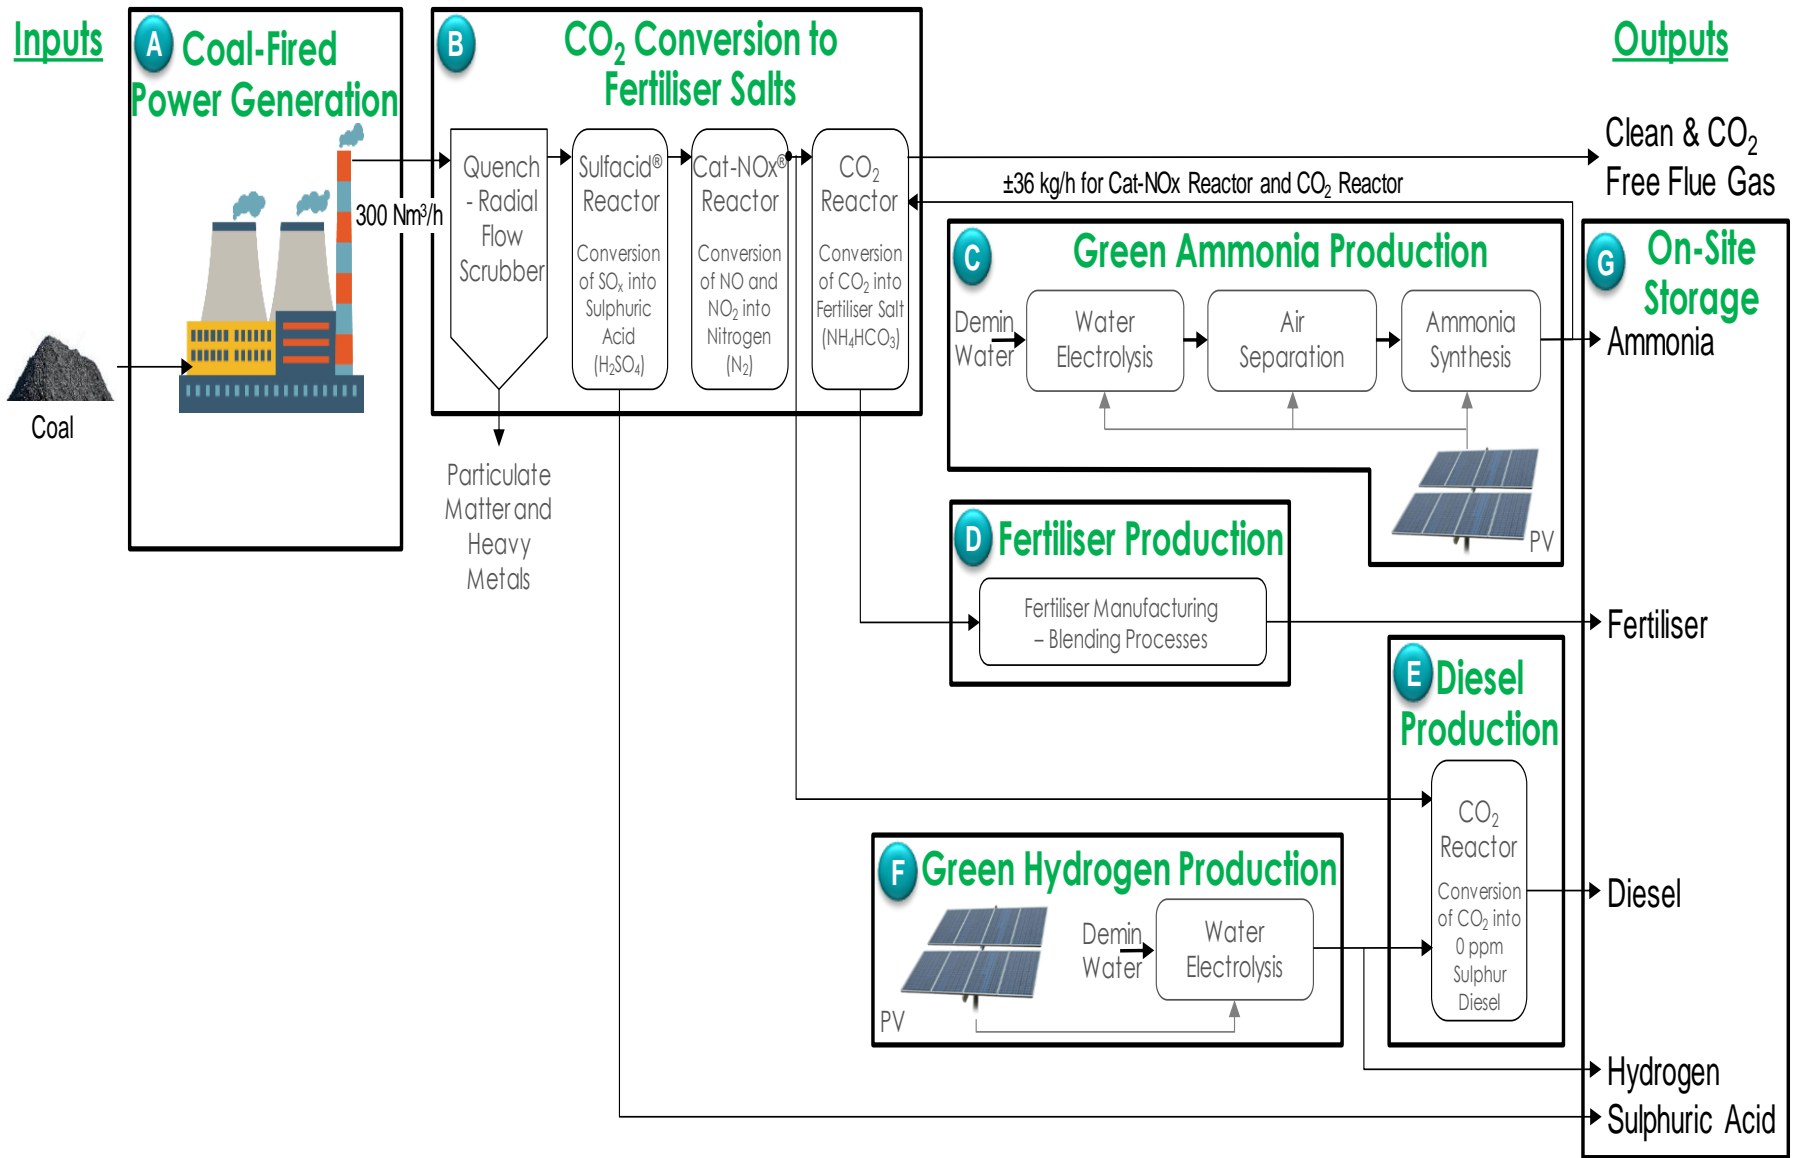 Inputs
A
Coal-Fired
Power Generation
300 Nm³/h
Coal
B
CO₂ Conversion to
Fertiliser Salts
Quench
- Radial
Flow
Scrubber
Particulate
Matter and
Heavy
Metals
Sulfacid®
Reactor
Conversion
of SOₓ into
Sulphuric
Acid
(H₂SO₄)
Cat-NOx®
Reactor
Conversion
of NO and
NO₂ into
Nitrogen
(N₂)
CO₂
Reactor
Conversion
of CO₂ into
Fertiliser Salt
(NH₄HCO₃)
Outputs
Clean & CO₂
Free Flue Gas
±36 kg/h for Cat-NOx Reactor and CO₂ Reactor
C
Green Ammonia Production
Demin
Water
Water
Electrolysis
Air
Separation
Ammonia
Synthesis
PV
G
On-Site
Storage
Ammonia
D
Fertiliser Production
Fertiliser Manufacturing
– Blending Processes
Fertiliser
E
Diesel
Production
CO₂
Reactor
Conversion
of CO₂ into
0 ppm
Sulphur
Diesel
Diesel
F
Green Hydrogen Production
PV
Demin
Water
Water
Electrolysis
Hydrogen
Sulphuric Acid